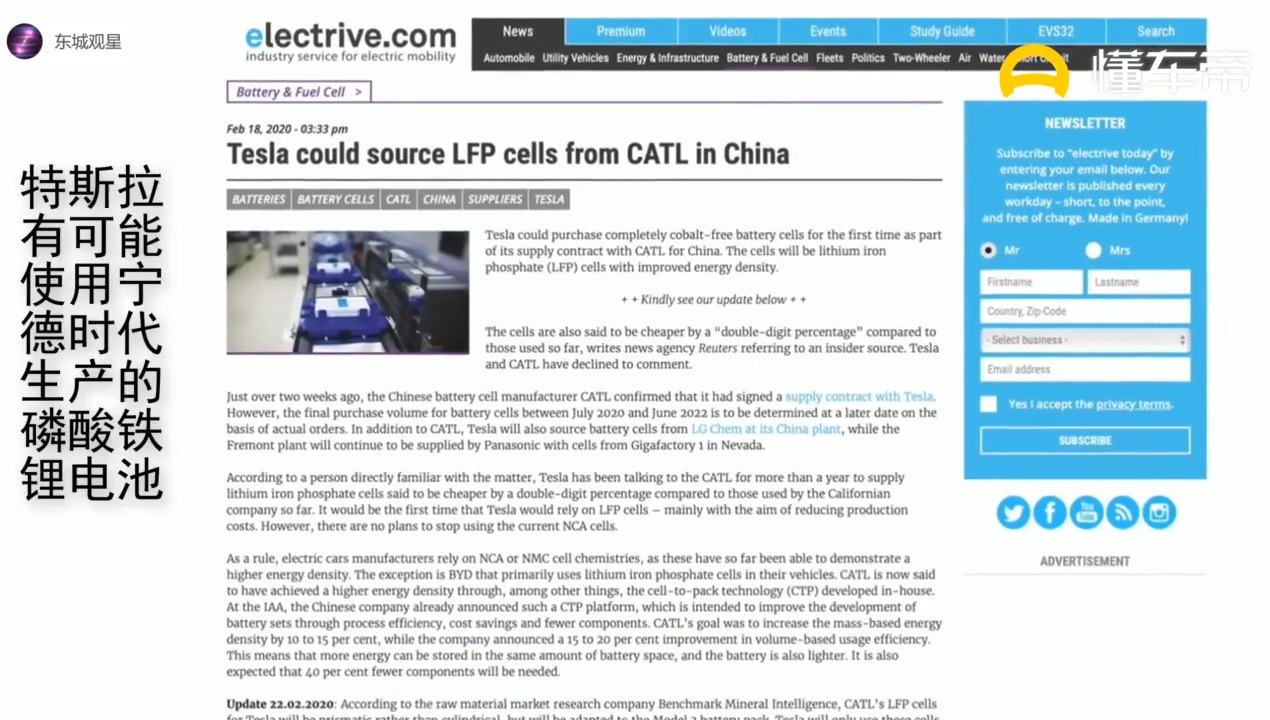 东城观星
electrive.com
industry service for electric mobility
News Premium Videos Events Study Guide EVS32 Search
Automobile Utility Vehicles Energy & Infrastructure Battery & Fuel Cell Fleets Politics Two-Wheeler Air Water
懂车帝
Battery & Fuel Cell >
Feb 18, 2020 - 03:33 pm
Tesla could source LFP cells from CATL in China
BATTERIES BATTERY CELLS CATL CHINA SUPPLIERS TESLA
特斯拉
有可能
使用宁
德时代
生产的
磷酸铁
锂电池
Tesla could purchase completely cobalt-free battery cells for the first time as part
of its supply contract with CATL for China. The cells will be lithium iron
phosphate (LFP) cells with improved energy density.
+ + Kindly see our update below + +
The cells are also said to be cheaper by a “double-digit percentage” compared to
those used so far, writes news agency Reuters referring to an insider source. Tesla
and CATL have declined to comment.
Just over two weeks ago, the Chinese battery cell manufacturer CATL confirmed that it had signed a supply contract with Tesla.
However, the final purchase volume for battery cells between July 2020 and June 2022 is to be determined at a later date on the
basis of actual orders. In addition to CATL, Tesla will also source battery cells from LG Chem at its China plant, while the
Fremont plant will continue to be supplied by Panasonic with cells from Gigafactory 1 in Nevada.
According to a person directly familiar with the matter, Tesla has been talking to the CATL for more than a year to supply
lithium iron phosphate cells said to be cheaper by a double-digit percentage compared to those used by the Californian
company so far. It would be the first time that Tesla would rely on LFP cells – mainly with the aim of reducing production
costs. However, there are no plans to stop using the current NCA cells.
As a rule, electric cars manufacturers rely on NCA or NMC cell chemistries, as these have so far been able to demonstrate a
higher energy density. The exception is BYD that primarily uses lithium iron phosphate cells in their vehicles. CATL is now said
to have achieved a higher energy density through, among other things, the cell-to-pack technology (CTP) developed in-house.
At the IAA, the Chinese company already announced such a CTP platform, which is intended to improve the development of
battery sets through process efficiency, cost savings and fewer components. CATL’s goal was to increase the mass-based energy
density by 10 to 15 per cent, while the company announced a 15 to 20 per cent improvement in volume-based usage efficiency.
This means that more energy can be stored in the same amount of battery space, and the battery is also lighter. It is also
expected that 40 per cent fewer components will be needed.
Update 22.02.2020: According to the raw material market research company Benchmark Mineral Intelligence, CATL’s LFP cells
for Tesla will be prismatic rather than cylindrical, but will be adapted to the Model 3 battery pack. Tesla will only use these cells
NEWSLETTER
Subscribe to “electrive today” by
entering your email below. Our
newsletter is published every
workday – short, to the point,
and free of charge. Made in Germany!
Mr Mrs
Firstname Lastname
Country, Zip-Code
- Select business -
Email address
Yes I accept the privacy terms.
SUBSCRIBE
You Tube
ADVERTISEMENT